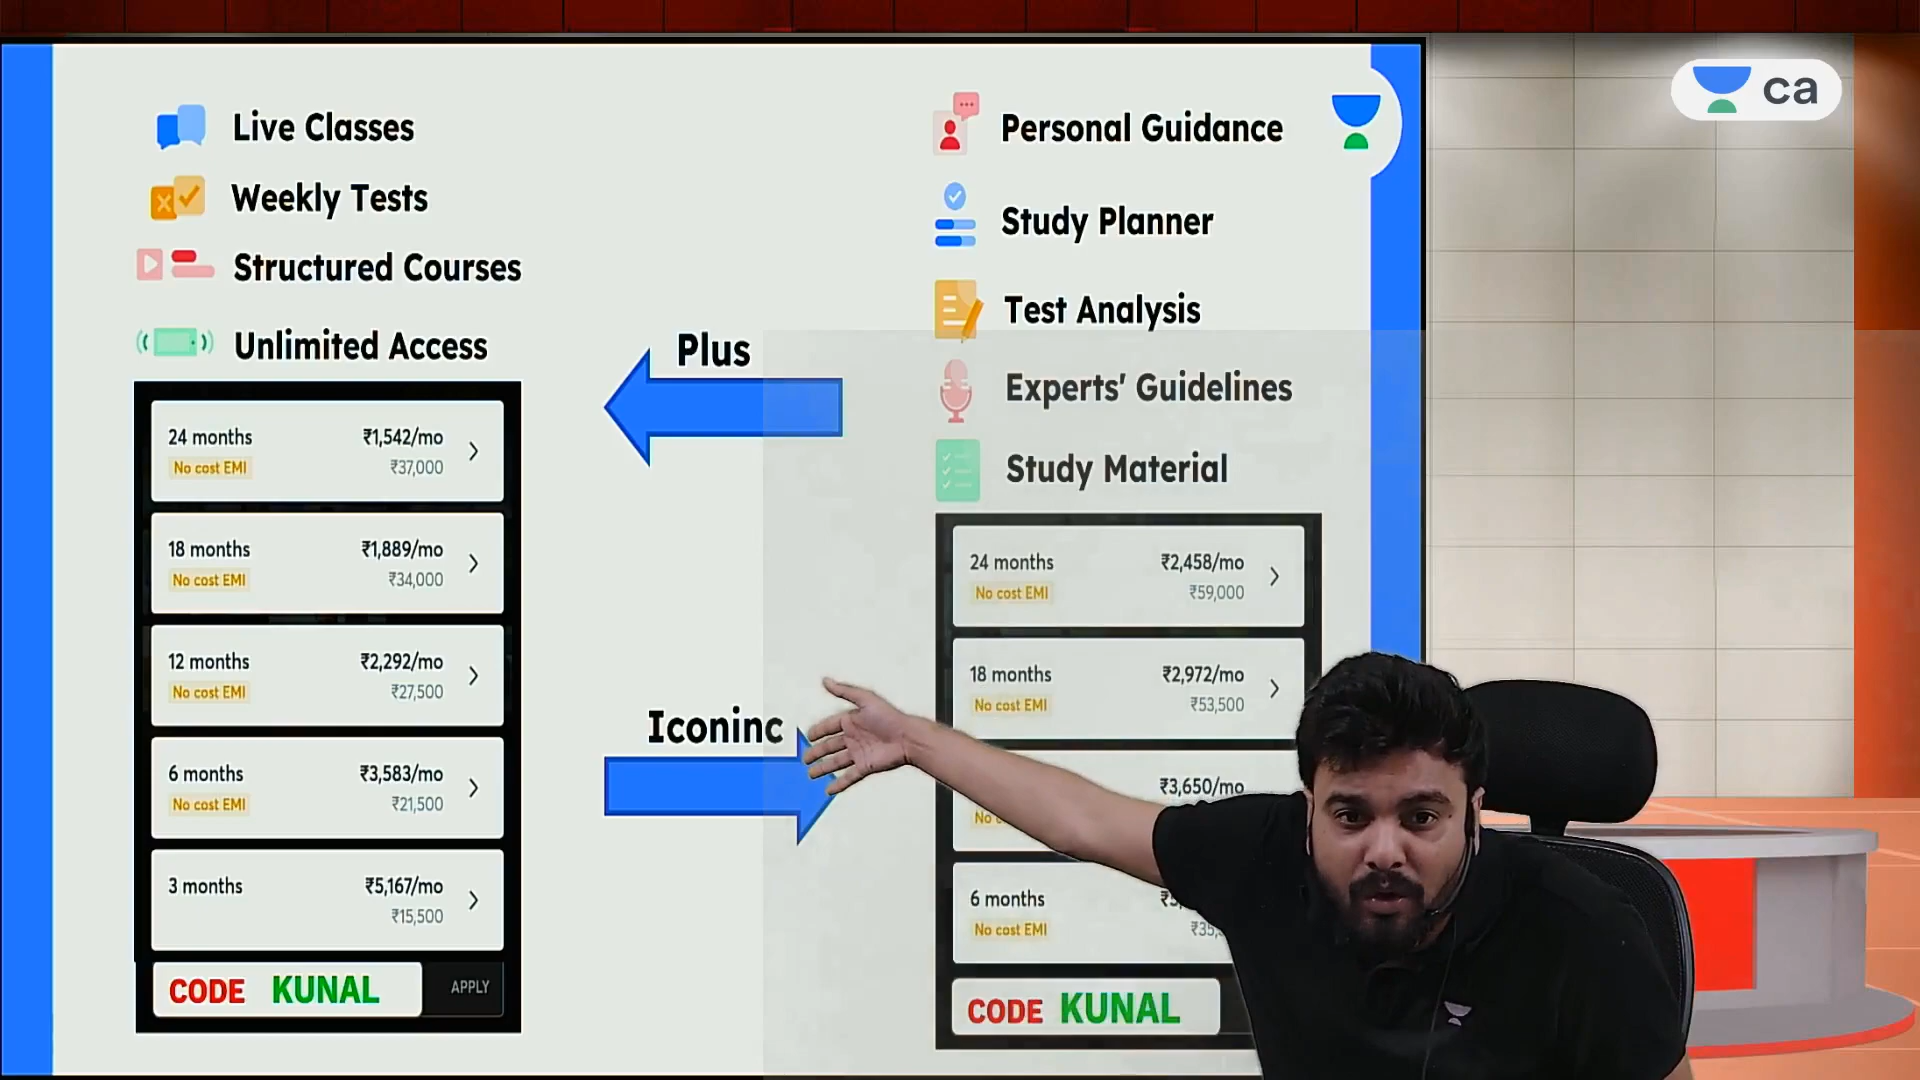 ca
Live Classes
Weekly Tests
Structured Courses
Unlimited Access
24 months ₹1,542/mo
No cost EMI ₹37,000
18 months ₹1,889/mo
No cost EMI ₹34,000
12 months ₹2,292/mo
No cost EMI ₹27,500
6 months ₹3,583/mo
No cost EMI ₹21,500
3 months ₹5,167/mo
₹15,500
CODE KUNAL APPLY
Plus
Iconinc
Personal Guidance
Study Planner
Test Analysis
Experts' Guidelines
Study Material
24 months ₹2,458/mo
No cost EMI ₹59,000
18 months ₹2,972/mo
No cost EMI ₹53,500
₹3,650/mo
No
6 months
No cost EMI
CODE KUNAL